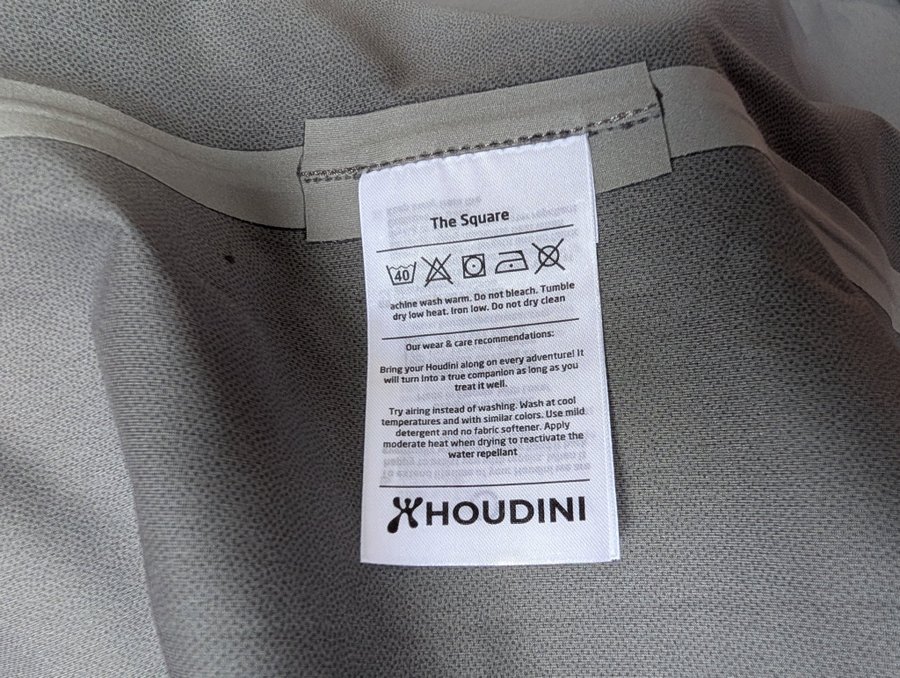 The Square
40
achine wash warm. Do not bleach. Tumble
dry low heat. Iron low. Do not dry clean
Our wear & care recommendations:
Bring your Houdini along on every adventure! It
will turn into a true companion as long as you
treat it well.
Try airing instead of washing. Wash at cool
temperatures and with similar colors. Use mild
detergent and no fabric softener. Apply
moderate heat when drying to reactivate the
water repellant
HOUDINI